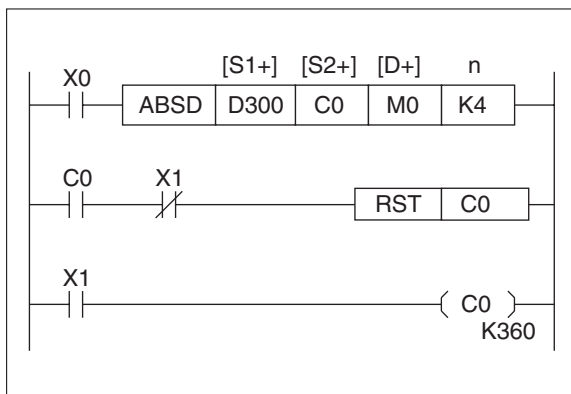 [S1+] [S2+] [D+] n
X0
ABSD D300 C0 M0 K4
C0 X1
RST C0
X1
C0
K360